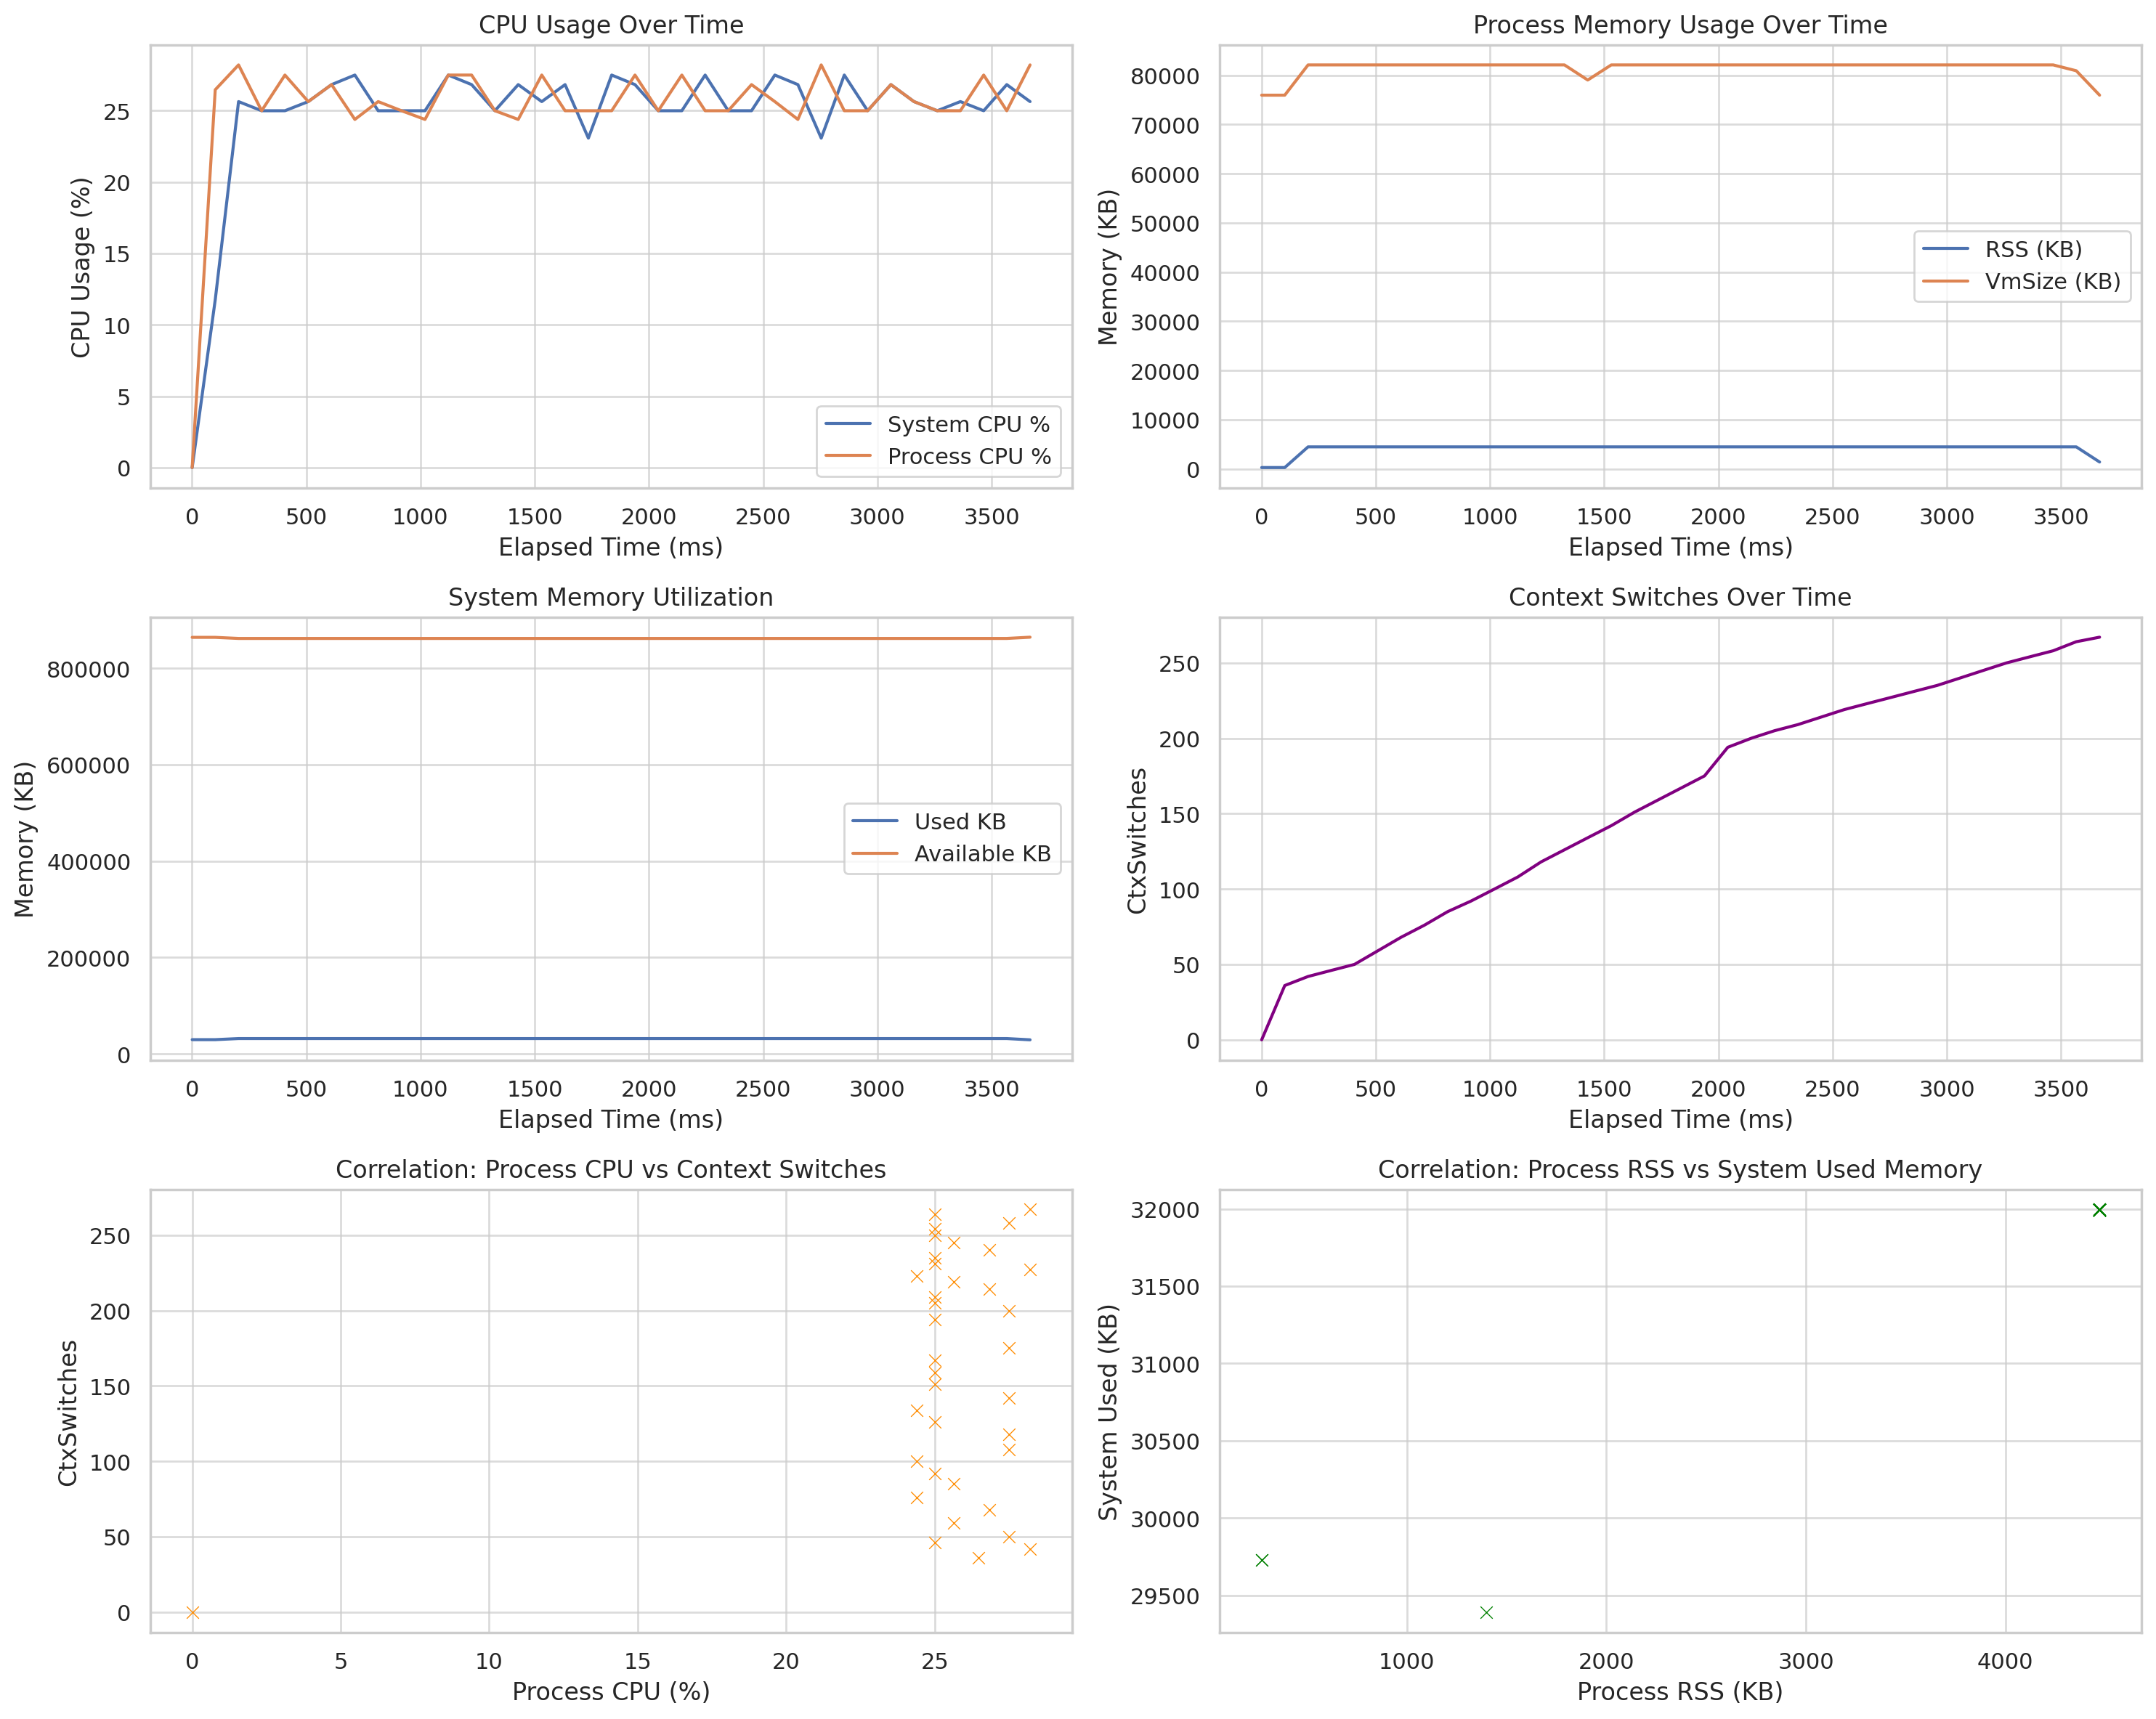 CPU Usage Over Time
CPU Usage (%)
25
20
15
10
5
0
System CPU %
Process CPU %
0 500 1000 1500 2000 2500 3000 3500
Elapsed Time (ms)
Process Memory Usage Over Time
Memory (KB)
80000
70000
60000
50000
40000
30000
20000
10000
0
RSS (KB)
VmSize (KB)
0 500 1000 1500 2000 2500 3000 3500
Elapsed Time (ms)
System Memory Utilization
Memory (KB)
800000
600000
400000
200000
0
Used KB
Available KB
0 500 1000 1500 2000 2500 3000 3500
Elapsed Time (ms)
Context Switches Over Time
CtxSwitches
250
200
150
100
50
0
0 500 1000 1500 2000 2500 3000 3500
Elapsed Time (ms)
Correlation: Process CPU vs Context Switches
CtxSwitches
250
200
150
100
50
0
0 5 10 15 20 25
Process CPU (%)
Correlation: Process RSS vs System Used Memory
System Used (KB)
32000
31500
31000
30500
30000
29500
1000 2000 3000 4000
Process RSS (KB)